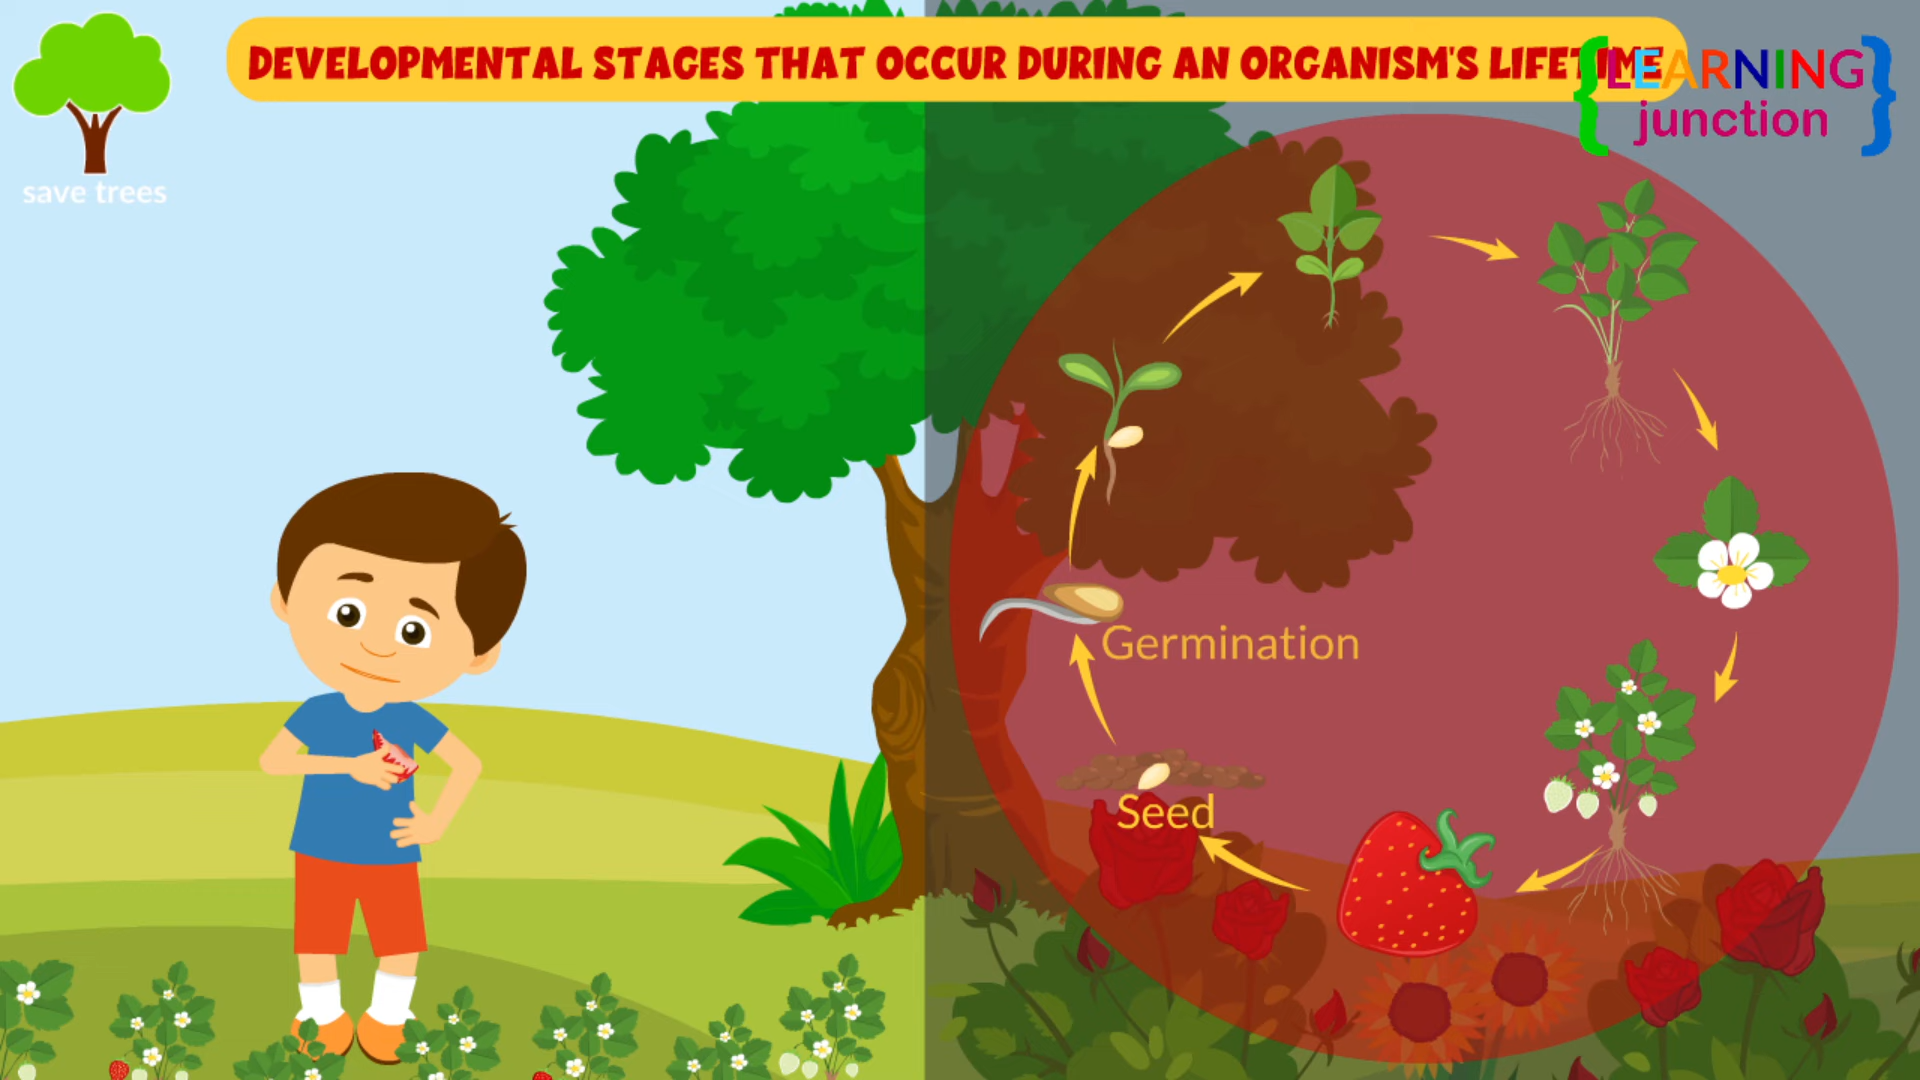 DEVELOPMENTAL STAGES THAT OCCUR DURING AN ORGANISM'S LIFETIME
LEARNING
junction
save trees
Germination
Seed